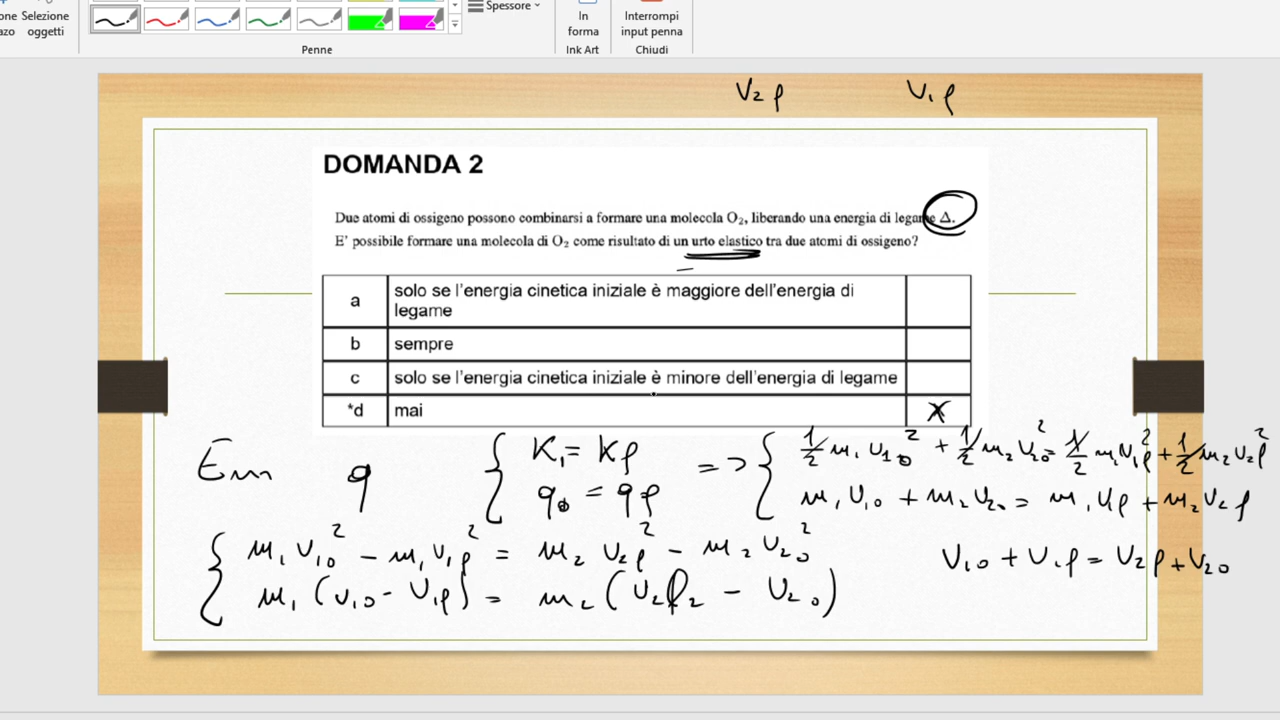 one Selezione
azo oggetti
Penne
Spessore
In
forma
Ink Art
Interrompi
input penna
Chiudi
V₂f V₁f
DOMANDA 2
Due atomi di ossigeno possono combinarsi a formare una molecola O₂, liberando una energia di legame Δ.
E' possibile formare una molecola di O₂ come risultato di un urto elastico tra due atomi di ossigeno?
a solo se l'energia cinetica iniziale è maggiore dell'energia di
legame
b sempre
c solo se l'energia cinetica iniziale è minore dell'energia di legame
*d mai X
Em q { K₁ = Kf => { 1/2 m₁ V₁₀² + 1/2 m₂ V₂₀² = 1/2 m₁ V₁f² + 1/2 m₂ V₂f²
q₀ = qf m₁ V₁₀ + m₂ V₂₀ = m₁ V₁f + m₂ V₂f
{ m₁ V₁₀² - m₁ V₁f² = m₂ V₂f² - m₂ V₂₀²
m₁ (V₁₀ - V₁f) = m₂ (V₂f₂ - V₂₀)
V₁₀ + V₁f = V₂f + V₂₀